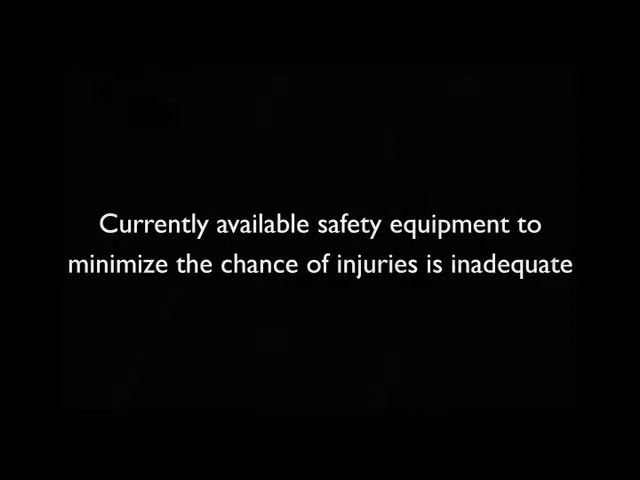 Currently available safety equipment to
minimize the chance of injuries is inadequate